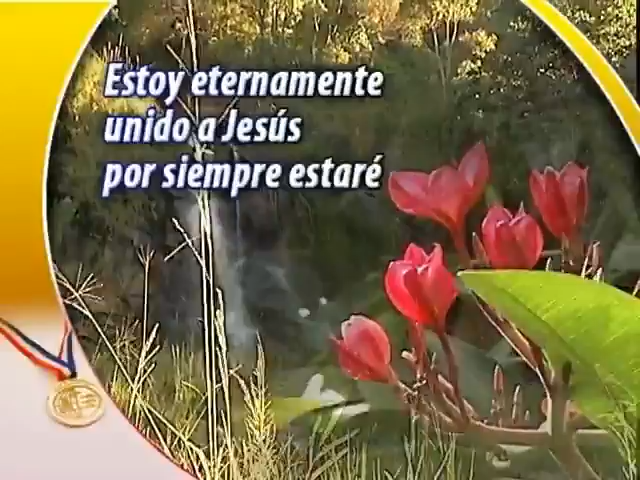 Estoy eternamente
unido a Jesús
por siempre estaré